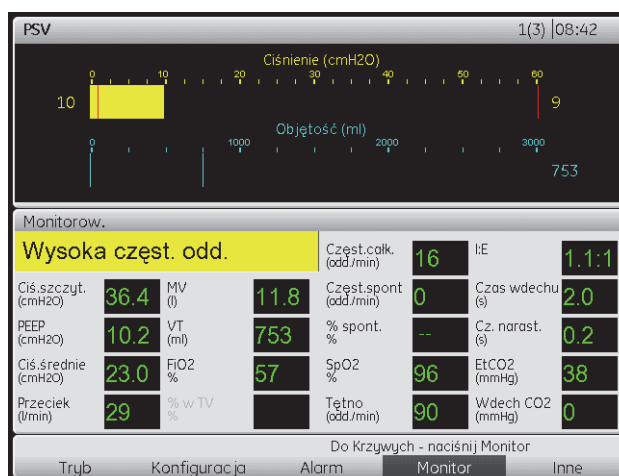 PSV 1(3) 08:42
Ciśnienie (cmH2O)
0 10 20 30 40 50 60
10 9
Objętość (ml)
0 1000 2000 3000
753
Monitorow.
Wysoka częst. odd.
Częst.całk. (odd./min) 16 I:E 1.1:1
Ciś.szczyt. (cmH2O) 36.4 MV (l) 11.8 Częst.spont (odd./min) 0 Czas wdechu (s) 2.0
PEEP (cmH2O) 10.2 VT (ml) 753 % spont. % -- Cz. narast. (s) 0.2
Ciś.średnie (cmH2O) 23.0 FiO2 % 57 SpO2 % 96 EtCO2 (mmHg) 38
Przeciek (l/min) 29 % w TV % Tętno (odd./min) 90 Wdech CO2 (mmHg) 0
Do Krzywych - naciśnij Monitor
Tryb Konfiguracja Alarm Monitor Inne